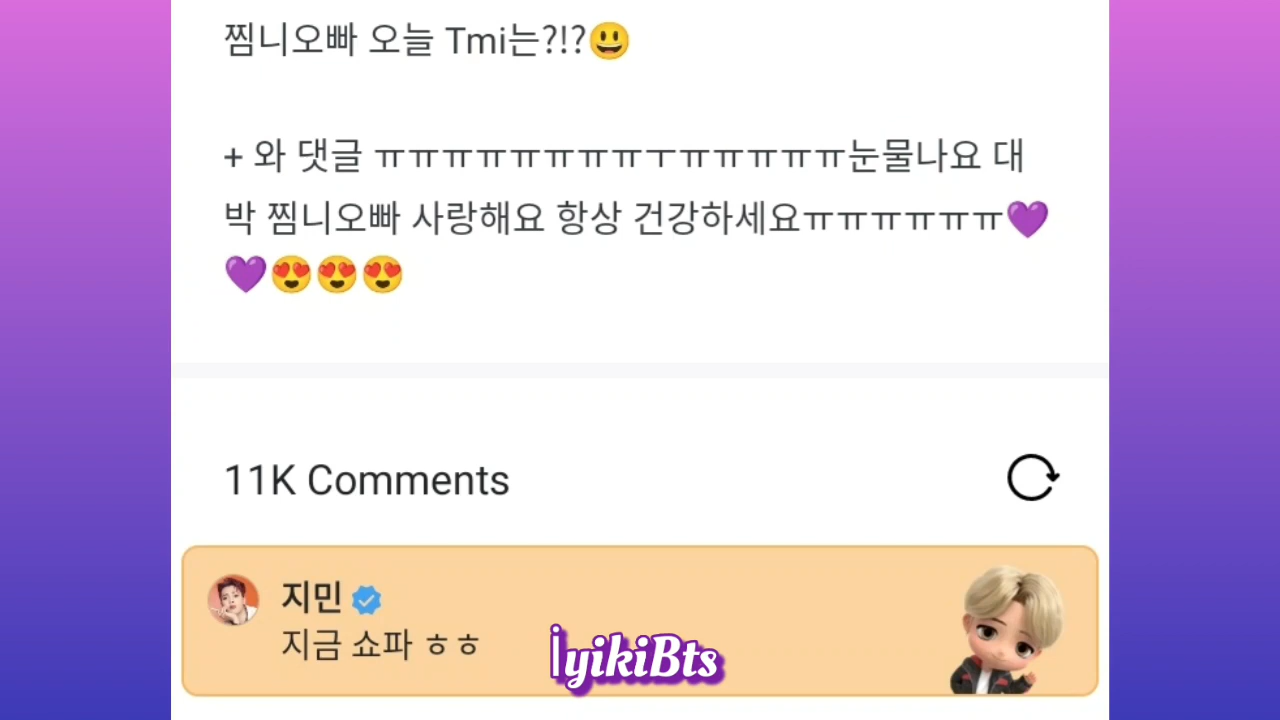 찜니오빠 오늘 Tmi는?!?😃
+ 와 댓글 ㅠㅠㅠㅠㅠㅠㅠㅠㅜㅠㅠㅠㅠㅠ눈물나요 대
박 찜니오빠 사랑해요 항상 건강하세요ㅠㅠㅠㅠㅠㅠ💜
💜😍😍😍
11K Comments
지민
지금 쇼파 ㅎㅎ
İyikiBts